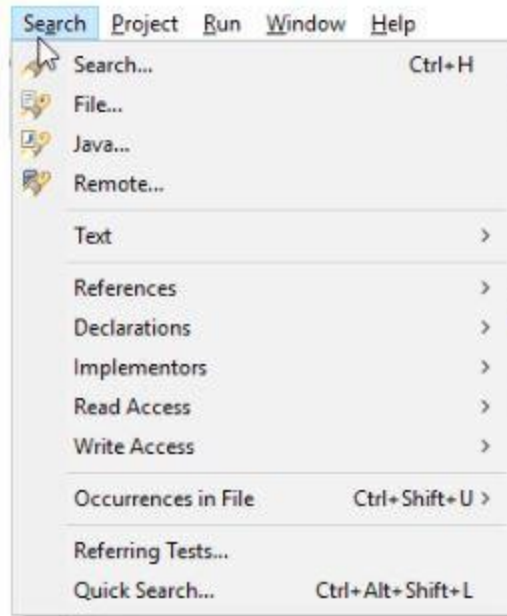 Search Project Run Window Help
Search... Ctrl+H
File...
Java...
Remote...
Text
References
Declarations
Implementors
Read Access
Write Access
Occurrences in File Ctrl+Shift+U
Referring Tests...
Quick Search... Ctrl+Alt+Shift+L